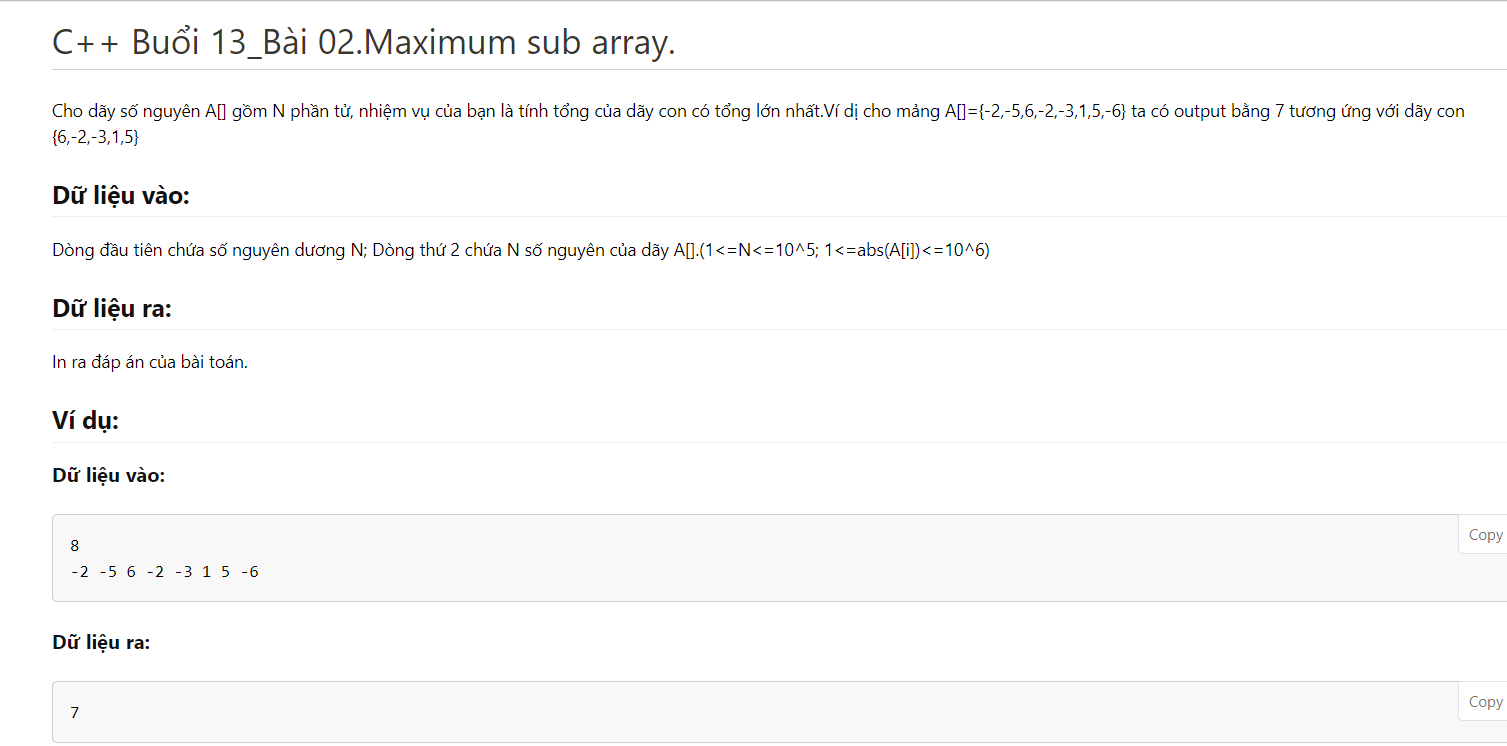 C++ Buổi 13_Bài 02.Maximum sub array.
Cho dãy số nguyên A[] gồm N phần tử, nhiệm vụ của bạn là tính tổng của dãy con có tổng lớn nhất.Ví dị cho mảng A[]={-2,-5,6,-2,-3,1,5,-6} ta có output bằng 7 tương ứng với dãy con
{6,-2,-3,1,5}
Dữ liệu vào:
Dòng đầu tiên chứa số nguyên dương N; Dòng thứ 2 chứa N số nguyên của dãy A[].(1<=N<=10^5; 1<=abs(A[i])<=10^6)
Dữ liệu ra:
In ra đáp án của bài toán.
Ví dụ:
Dữ liệu vào:
Copy
8
-2 -5 6 -2 -3 1 5 -6
Dữ liệu ra:
Copy
7